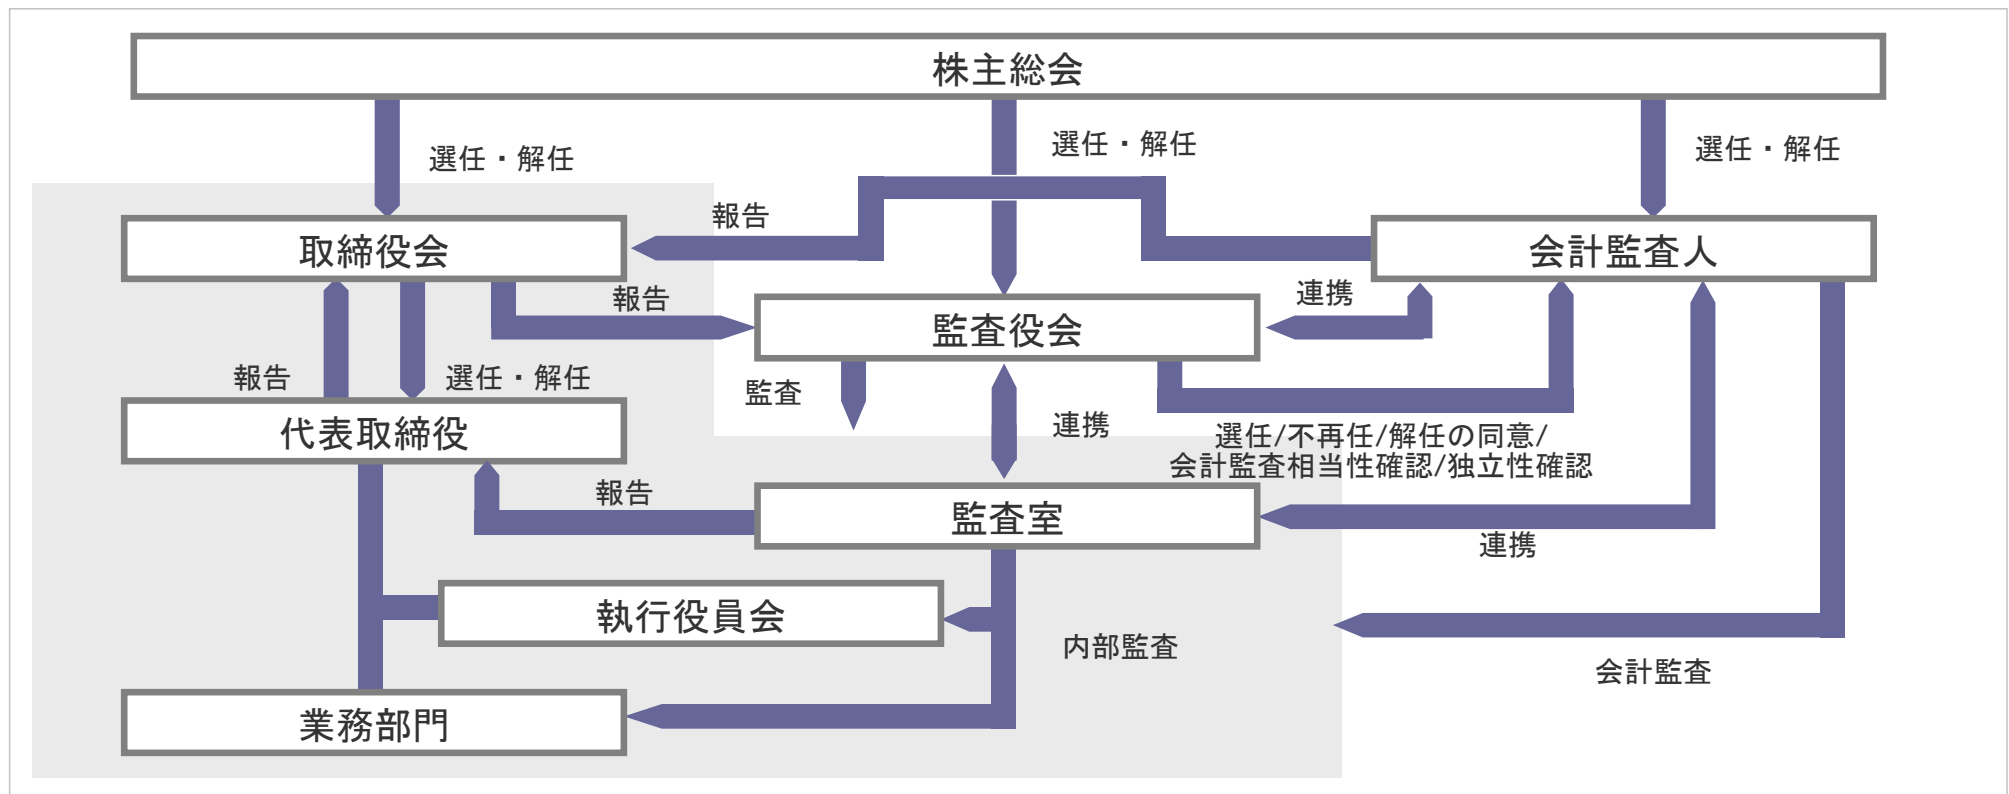 株主総会
選任・解任
選任・解任
選任・解任
報告
取締役会
会計監査人
報告
連携
監査役会
報告
選任・解任
監査
連携
代表取締役
選任/不再任/解任の同意/
会計監査相当性確認/独立性確認
報告
監査室
連携
執行役員会
内部監査
会計監査
業務部門